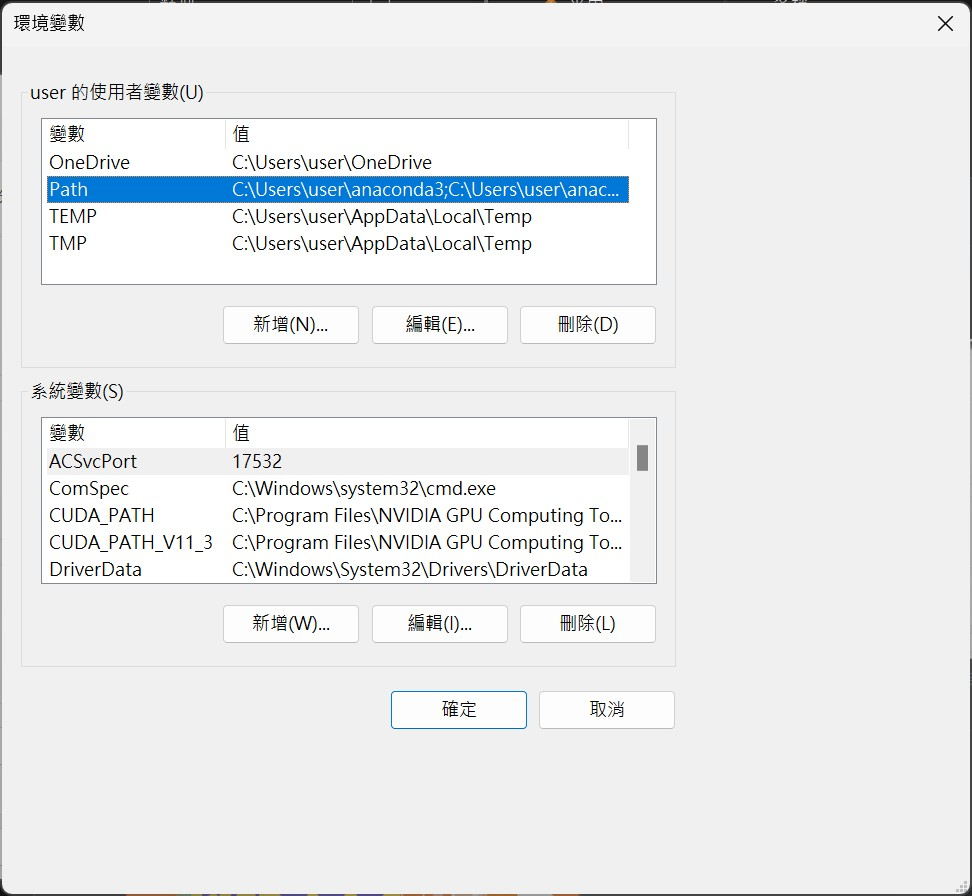 環境變數
user 的使用者變數(U)
變數 值
OneDrive C:\Users\user\OneDrive
Path C:\Users\user\anaconda3;C:\Users\user\anac...
TEMP C:\Users\user\AppData\Local\Temp
TMP C:\Users\user\AppData\Local\Temp
新增(N)... 編輯(E)... 刪除(D)
系統變數(S)
變數 值
ACSvcPort 17532
ComSpec C:\Windows\system32\cmd.exe
CUDA_PATH C:\Program Files\NVIDIA GPU Computing To...
CUDA_PATH_V11_3 C:\Program Files\NVIDIA GPU Computing To...
DriverData C:\Windows\System32\Drivers\DriverData
新增(W)... 編輯(I)... 刪除(L)
確定 取消